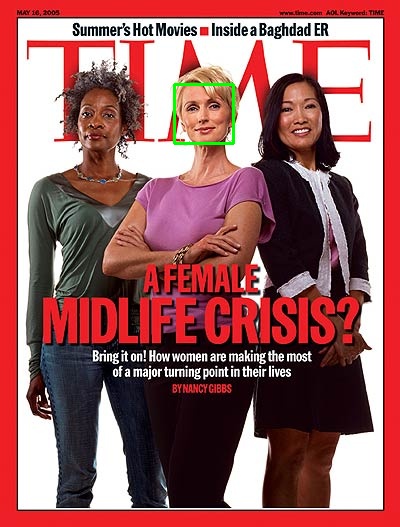 MAY 16, 2005 www.time.com AOL Keyword: TIME
Summer's Hot Movies ■ Inside a Baghdad ER
TIME
A FEMALE
MIDLIFE CRISIS?
Bring it on! How women are making the most
of a major turning point in their lives
BY NANCY GIBBS